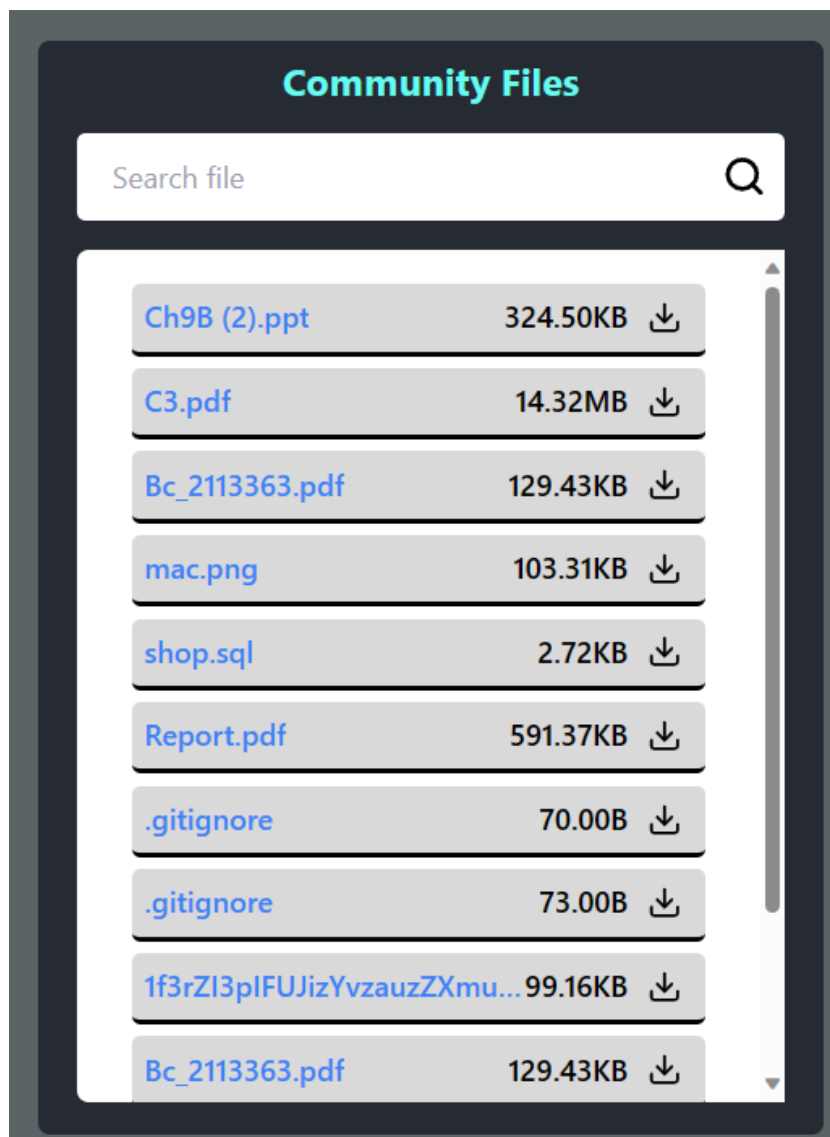 Community Files
Search file
Ch9B (2).ppt 324.50KB
C3.pdf 14.32MB
Bc_2113363.pdf 129.43KB
mac.png 103.31KB
shop.sql 2.72KB
Report.pdf 591.37KB
.gitignore 70.00B
.gitignore 73.00B
1f3rZI3pIFUJizYvzauzZXmu... 99.16KB
Bc_2113363.pdf 129.43KB